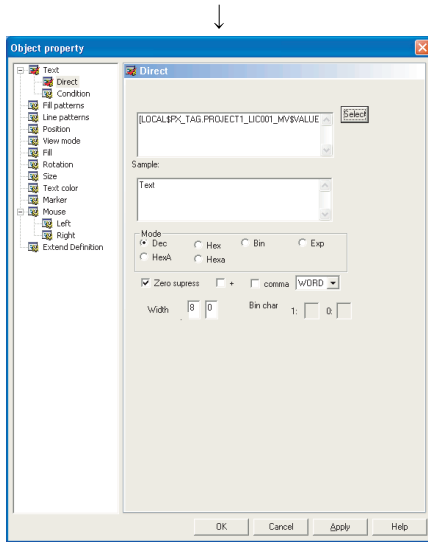 ↓
Object property
Text
Direct
Condition
Fill patterns
Line patterns
Position
View mode
Fill
Rotation
Size
Text color
Marker
Mouse
Left
Right
Extend Definition
Direct
[LOCAL$PX_TAG.PROJECT1_LIC001_MV$VALUE
Select
Sample:
Text
Mode
Dec Hex Bin Exp
HexA Hexa
Zero supress + comma WORD
Width 8 0 Bin char 1: 0:
OK Cancel Apply Help